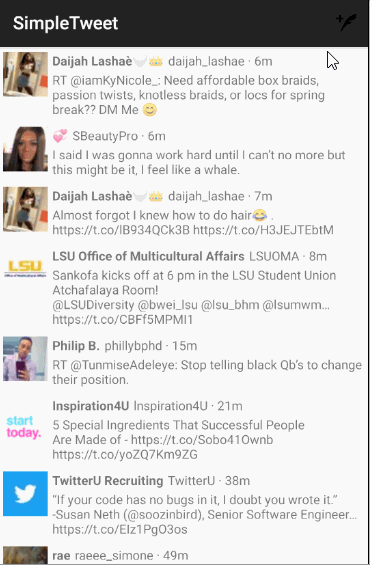 SimpleTweet
Daijah Lashaè🤍👑 daijah_lashae · 6m
RT @iamKyNicole_: Need affordable box braids,
passion twists, knotless braids, or locs for spring
break?? DM Me 😊
💞 SBeautyPro · 6m
I said I was gonna work hard until I can't no more but
this might be it, I feel like a whale.
Daijah Lashaè🤍👑 daijah_lashae · 7m
Almost forgot I knew how to do hair😂 .
https://t.co/lB934QCk3B https://t.co/H3JEJTEbtM
LSU
LSU Office of Multicultural Affairs LSUOMA · 8m
Sankofa kicks off at 6 pm in the LSU Student Union
Atchafalaya Room!
@LSUDiversity @bwei_lsu @lsu_bhm @lsumwm…
https://t.co/CBFf5MPMI1
Philip B. phillybphd · 15m
RT @TunmiseAdeleye: Stop telling black Qb's to change
their position.
start
today.
Inspiration4U Inspiration4U · 21m
5 Special Ingredients That Successful People
Are Made of - https://t.co/Sobo41Ownb
https://t.co/yoZQ7Km9ZG
TwitterU Recruiting TwitterU · 38m
“If your code has no bugs in it, I doubt you wrote it.”
-Susan Neth (@soozinbird), Senior Software Engineer…
https://t.co/EIz1PgO3os
rae raeee_simone · 49m